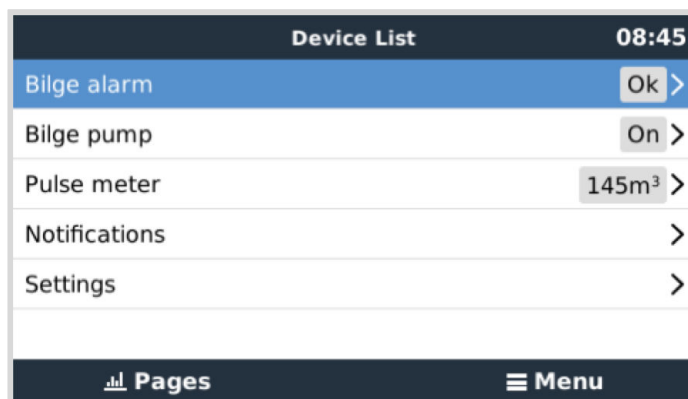 Device List 08:45
Bilge alarm Ok
Bilge pump On
Pulse meter 145m³
Notifications
Settings
Pages Menu